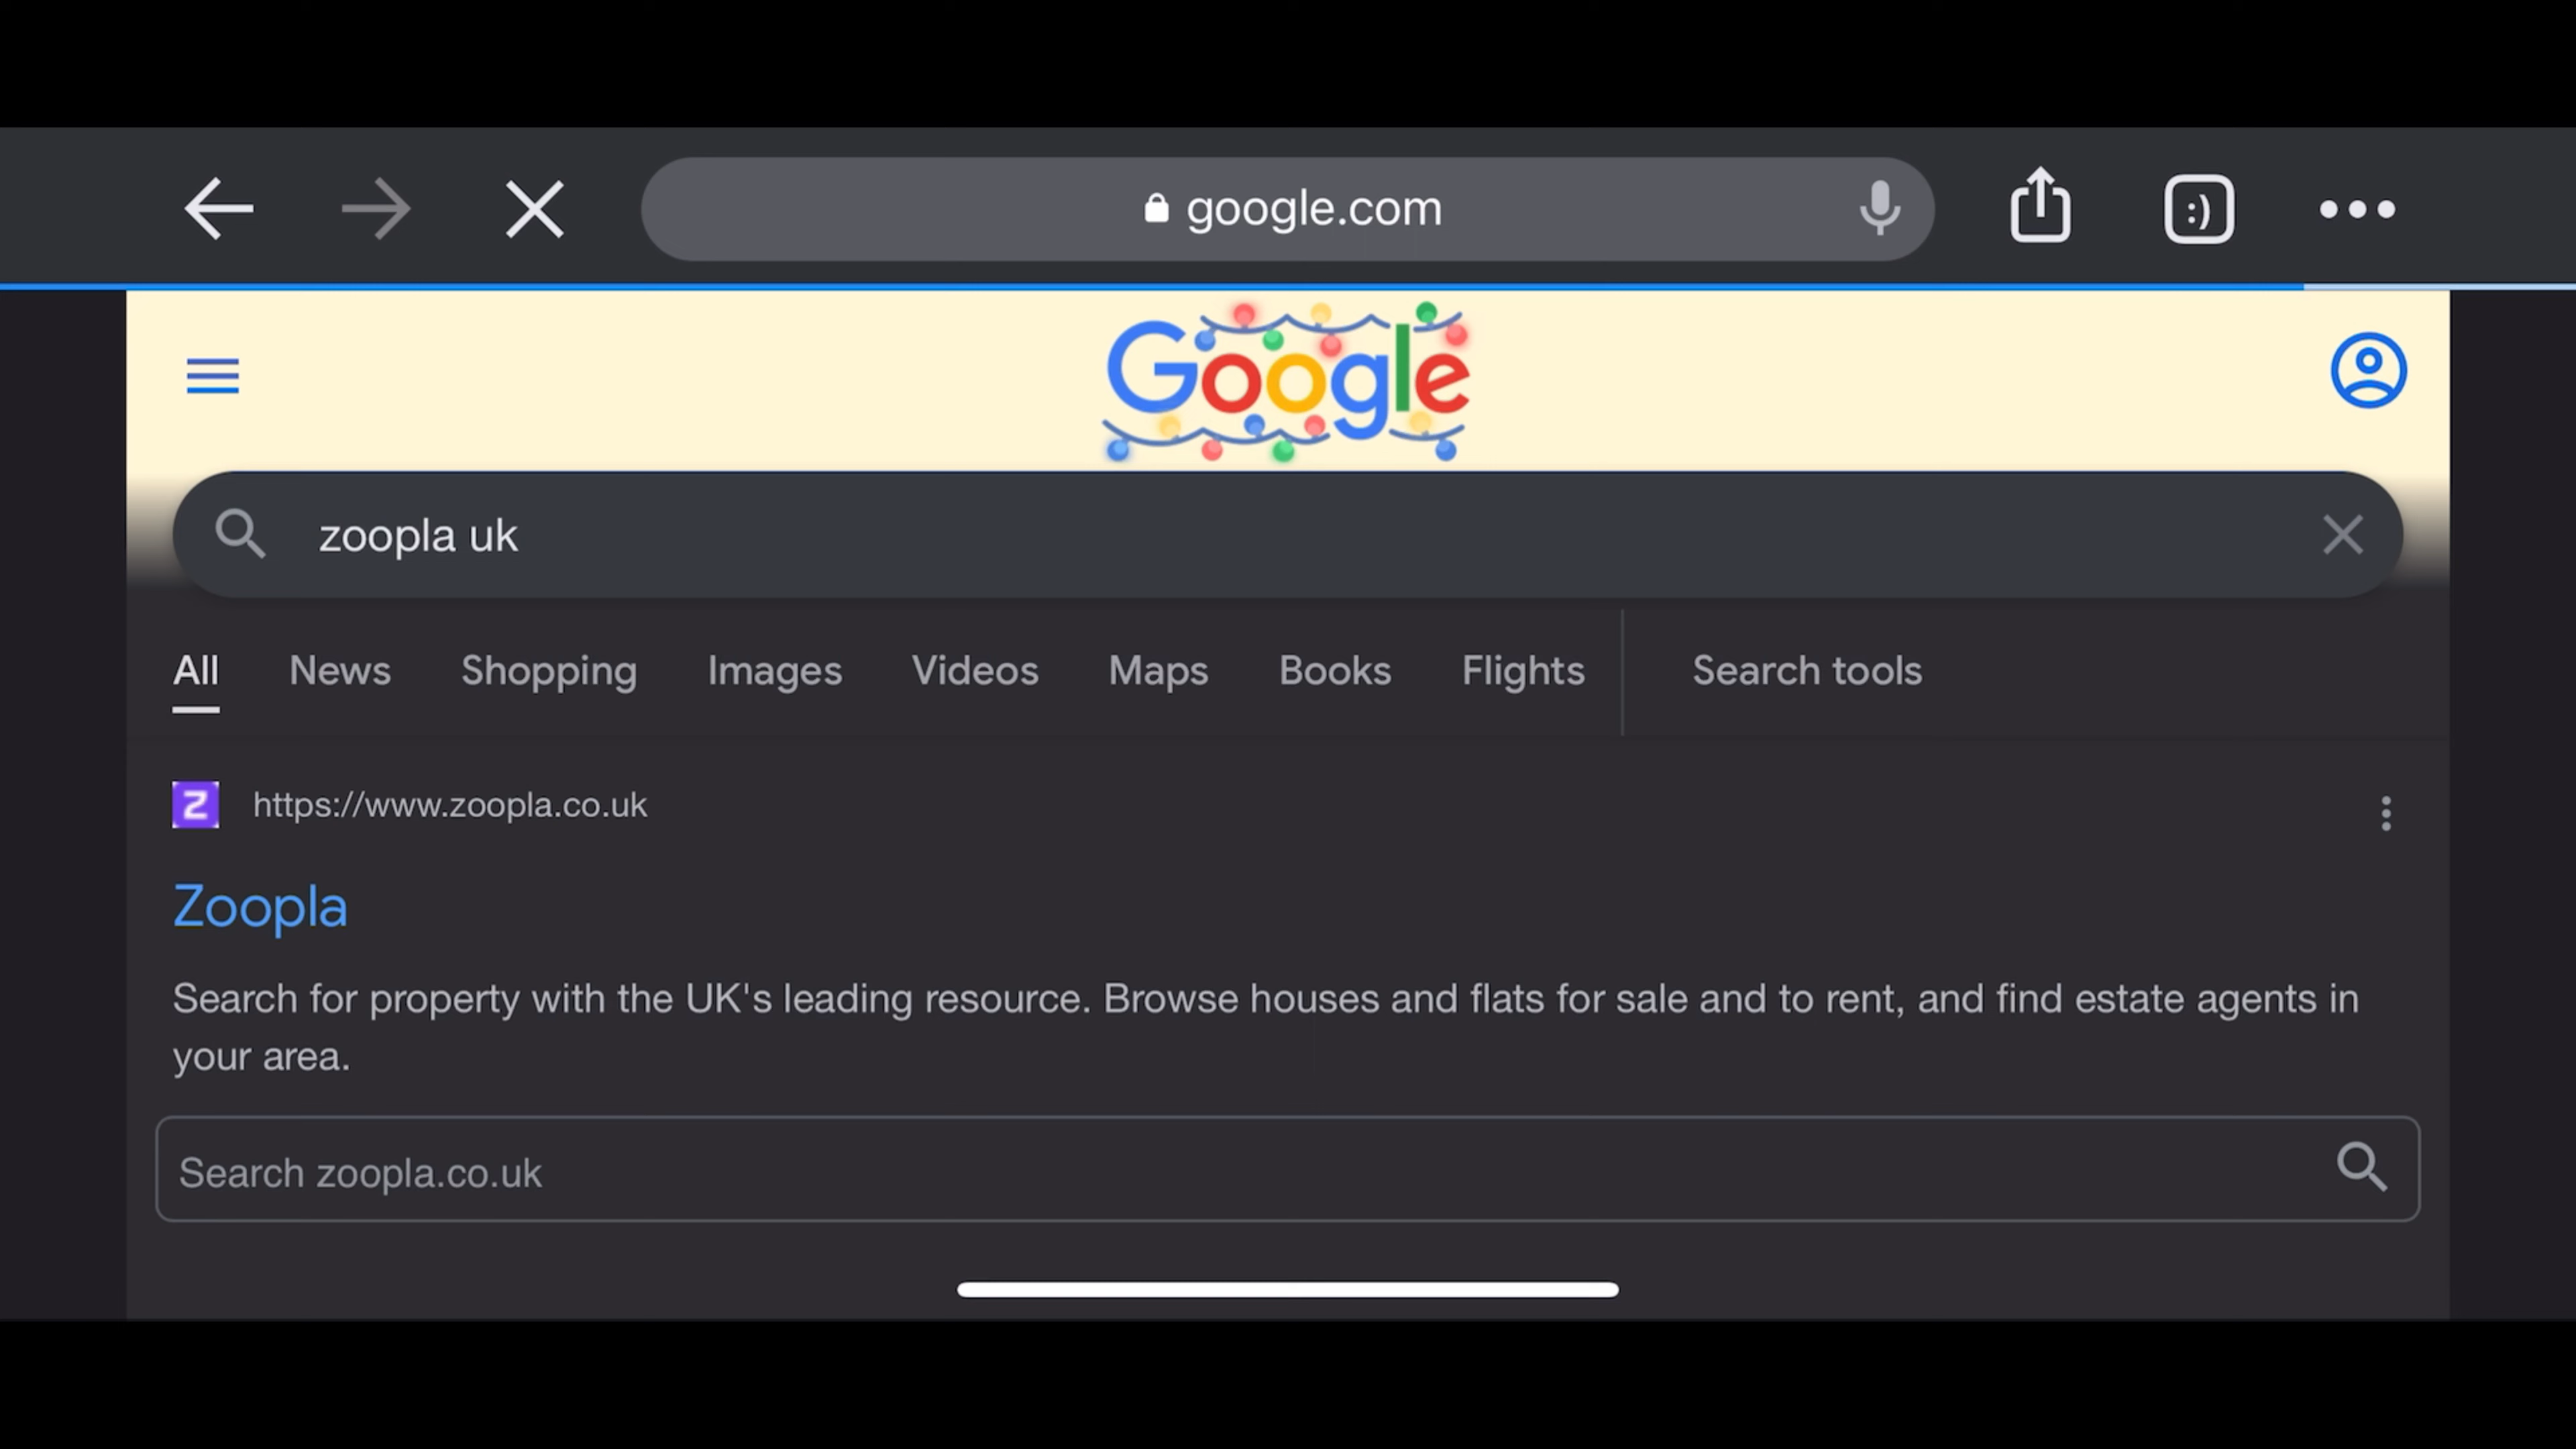 :)
google.com
Google
zoopla uk
All News Shopping Images Videos Maps Books Flights Search tools
Z https://www.zoopla.co.uk
Zoopla
Search for property with the UK's leading resource. Browse houses and flats for sale and to rent, and find estate agents in
your area.
Search zoopla.co.uk